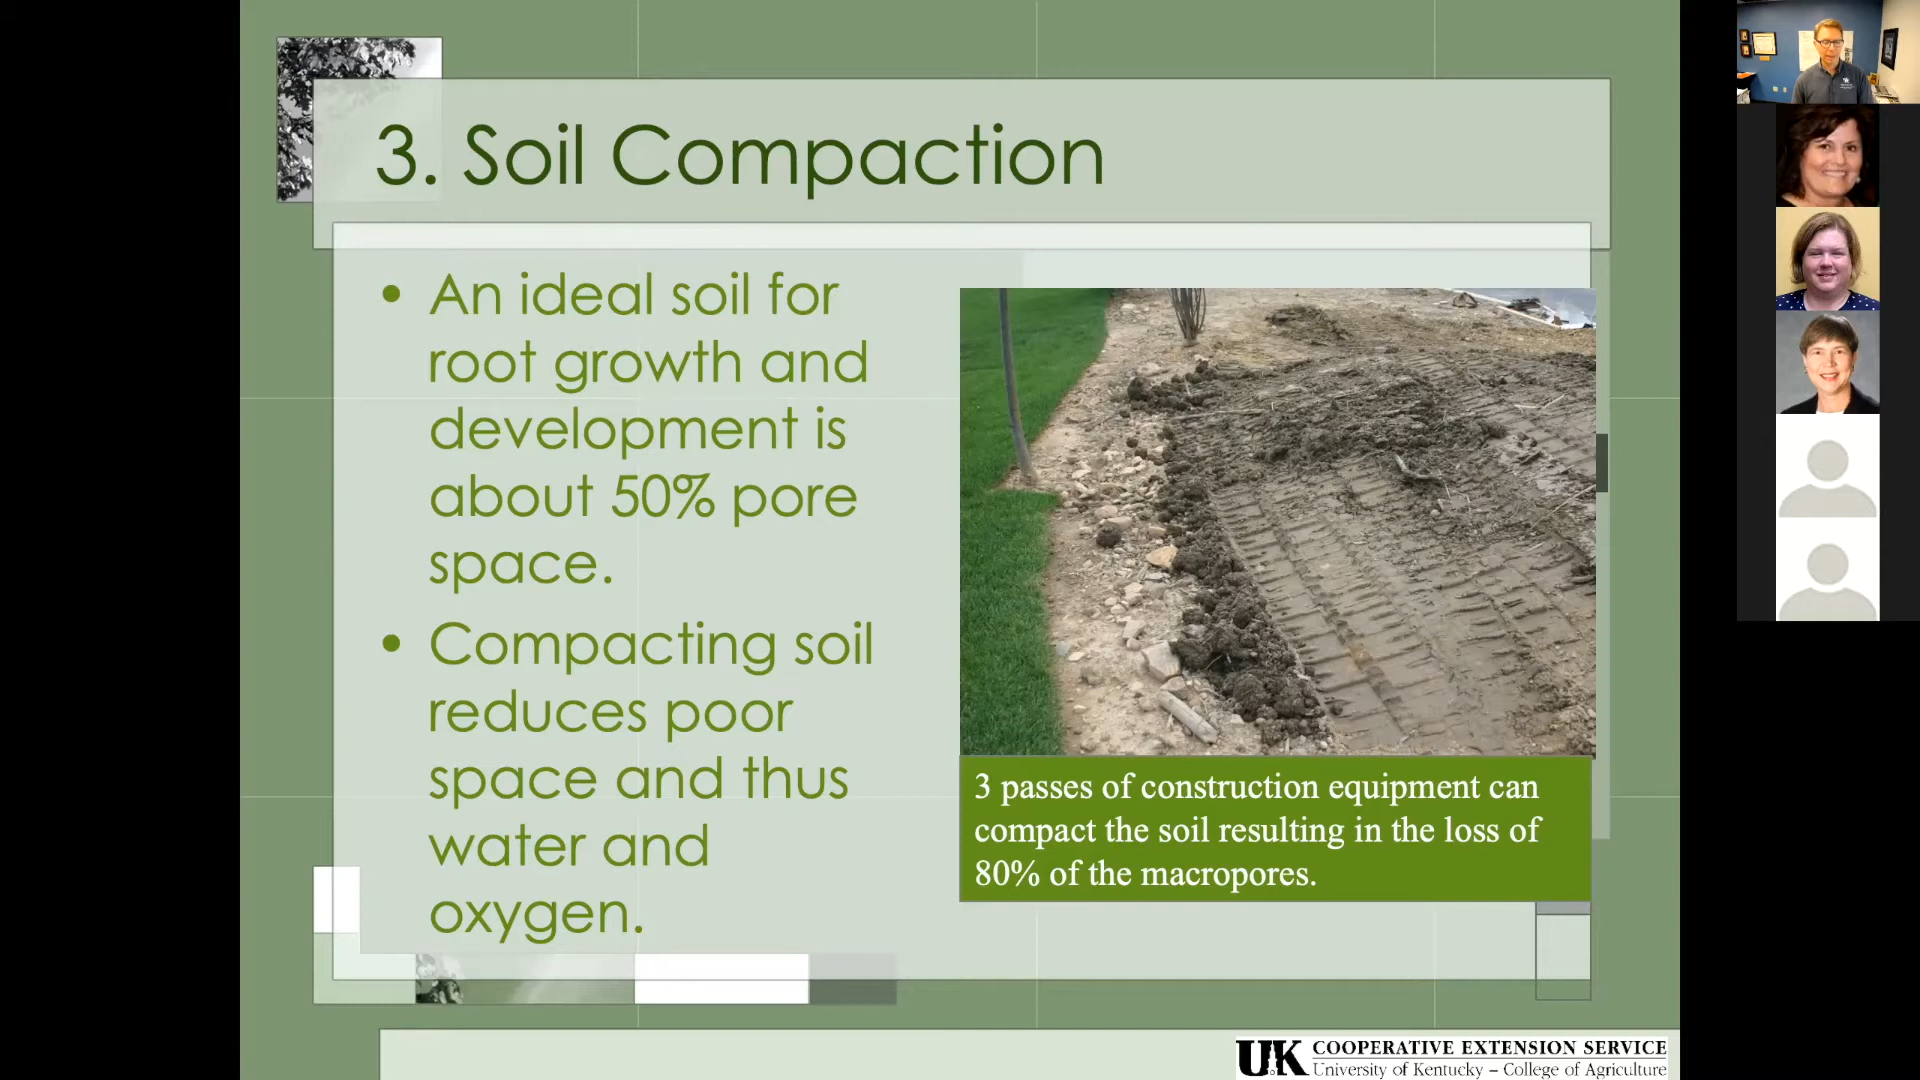 3. Soil Compaction
• An ideal soil for
root growth and
development is
about 50% pore
space.
• Compacting soil
reduces poor
space and thus
water and
oxygen.
3 passes of construction equipment can
compact the soil resulting in the loss of
80% of the macropores.
UK COOPERATIVE EXTENSION SERVICE
University of Kentucky – College of Agriculture